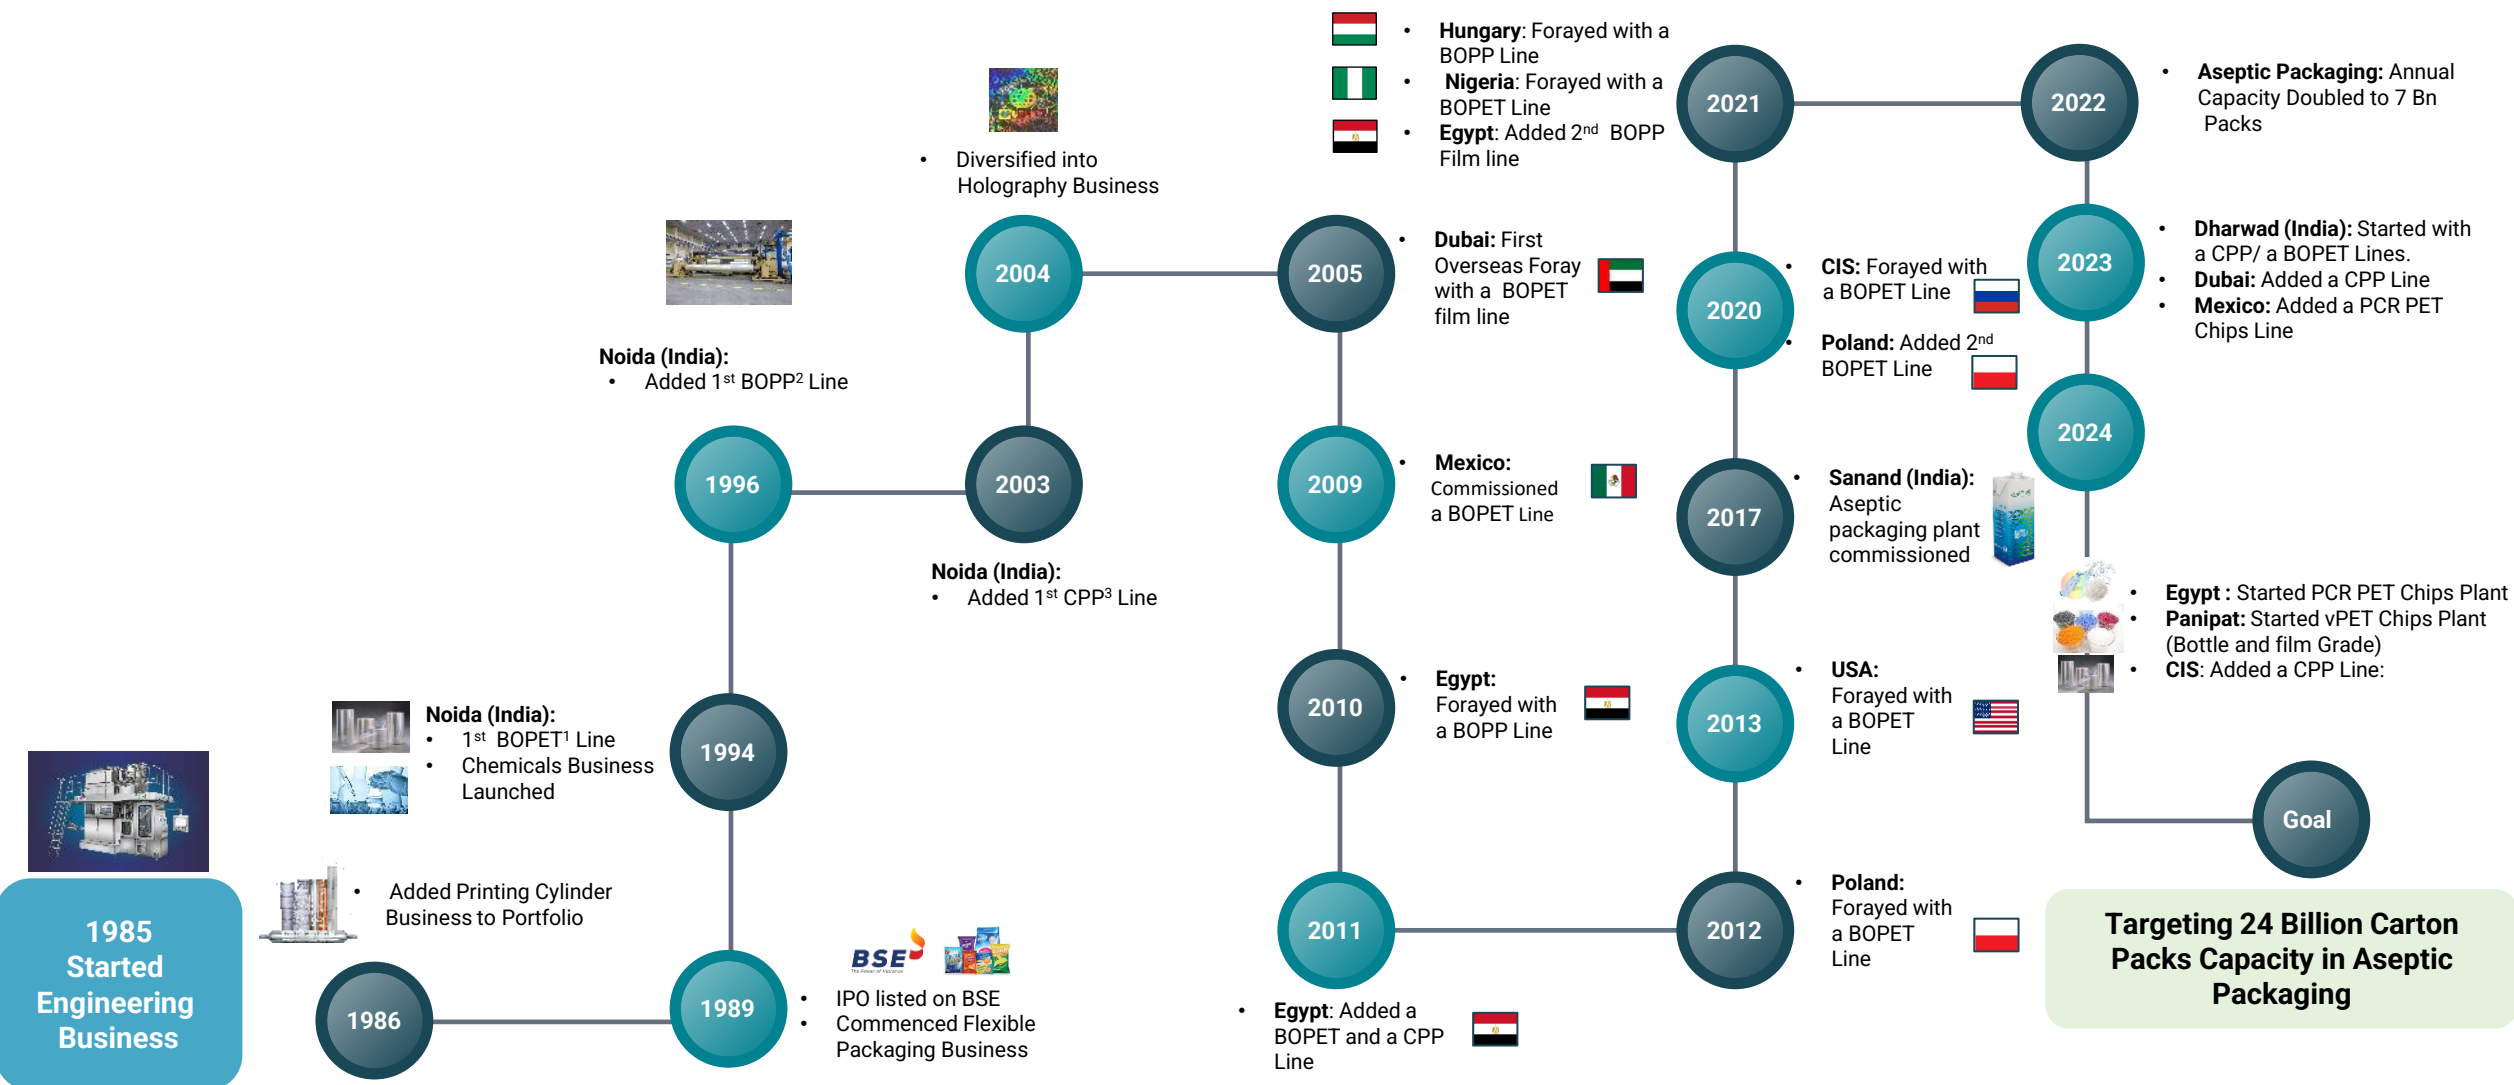 1985
Started
Engineering
Business
• Added Printing Cylinder
Business to Portfolio
1986
1989
BSE
The Power of Vibrance
• IPO listed on BSE
• Commenced Flexible
Packaging Business
Noida (India):
• 1st BOPET1 Line
• Chemicals Business
Launched
1994
Noida (India):
• Added 1st BOPP2 Line
1996
2003
Noida (India):
• Added 1st CPP3 Line
• Diversified into
Holography Business
2004
2005
• Dubai: First
Overseas Foray
with a BOPET
film line
2009
• Mexico:
Commissioned
a BOPET Line
2010
• Egypt:
Forayed with
a BOPP Line
2011
• Egypt: Added a
BOPET and a CPP
Line
2012
• Poland:
Forayed with
a BOPET
Line
2013
• USA:
Forayed with
a BOPET
Line
2017
• Sanand (India):
Aseptic
packaging plant
commissioned
2020
• CIS: Forayed with
a BOPET Line
• Poland: Added 2nd
BOPET Line
2021
• Hungary: Forayed with a
BOPP Line
• Nigeria: Forayed with a
BOPET Line
• Egypt: Added 2nd BOPP
Film line
2022
• Aseptic Packaging: Annual
Capacity Doubled to 7 Bn
Packs
2023
• Dharwad (India): Started with
a CPP/ a BOPET Lines.
• Dubai: Added a CPP Line
• Mexico: Added a PCR PET
Chips Line
2024
• Egypt : Started PCR PET Chips Plant
• Panipat: Started vPET Chips Plant
(Bottle and film Grade)
• CIS: Added a CPP Line:
Goal
Targeting 24 Billion Carton
Packs Capacity in Aseptic
Packaging